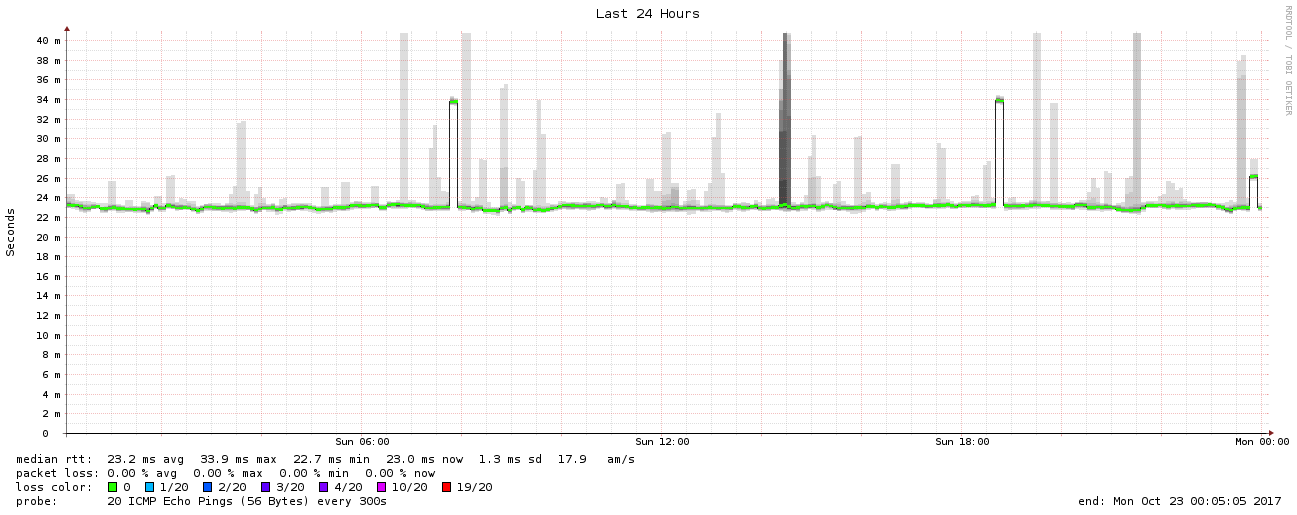 Last 24 Hours
RRDTOOL / TOBI OETIKER
Seconds
40 m
38 m
36 m
34 m
32 m
30 m
28 m
26 m
24 m
22 m
20 m
18 m
16 m
14 m
12 m
10 m
8 m
6 m
4 m
2 m
0
Sun 06:00 Sun 12:00 Sun 18:00 Mon 00:00
median rtt: 23.2 ms avg 33.9 ms max 22.7 ms min 23.0 ms now 1.3 ms sd 17.9 am/s
packet loss: 0.00 % avg 0.00 % max 0.00 % min 0.00 % now
loss color: 0 1/20 2/20 3/20 4/20 10/20 19/20
probe: 20 ICMP Echo Pings (56 Bytes) every 300s end: Mon Oct 23 00:05:05 2017